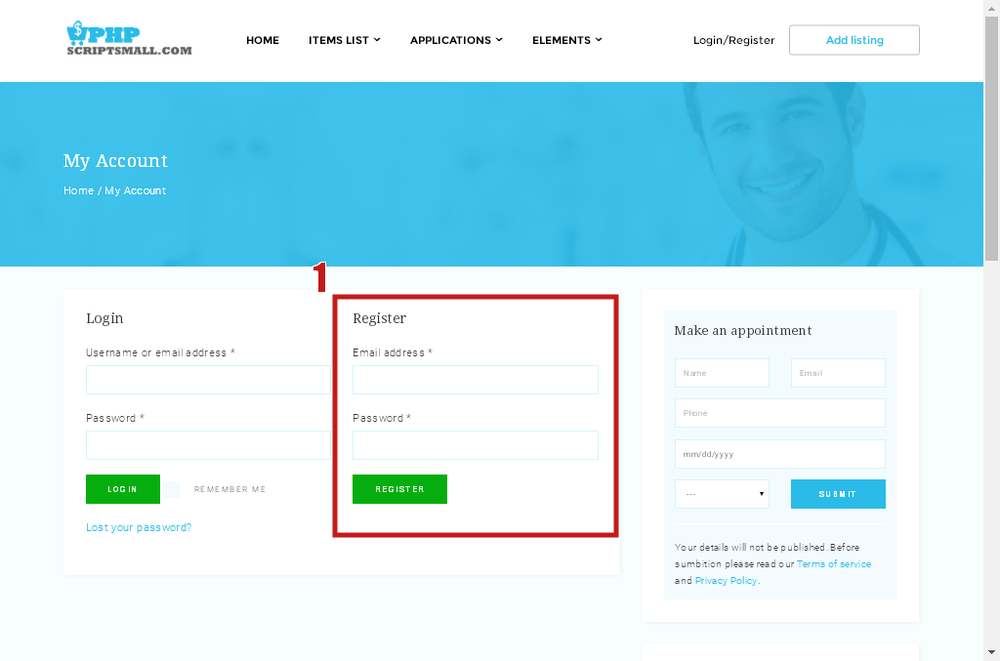 PHP
SCRIPTSMALL.COM
HOME ITEMS LIST APPLICATIONS ELEMENTS Login/Register Add listing
My Account
Home / My Account
1
Login
Username or email address *
Password *
LOGIN REMEMBER ME
Lost your password?
Register
Email address *
Password *
REGISTER
Make an appointment
Name Email
Phone
mm/dd/yyyy
--- SUBMIT
Your details will not be published. Before
sumbition please read our Terms of service
and Privacy Policy.